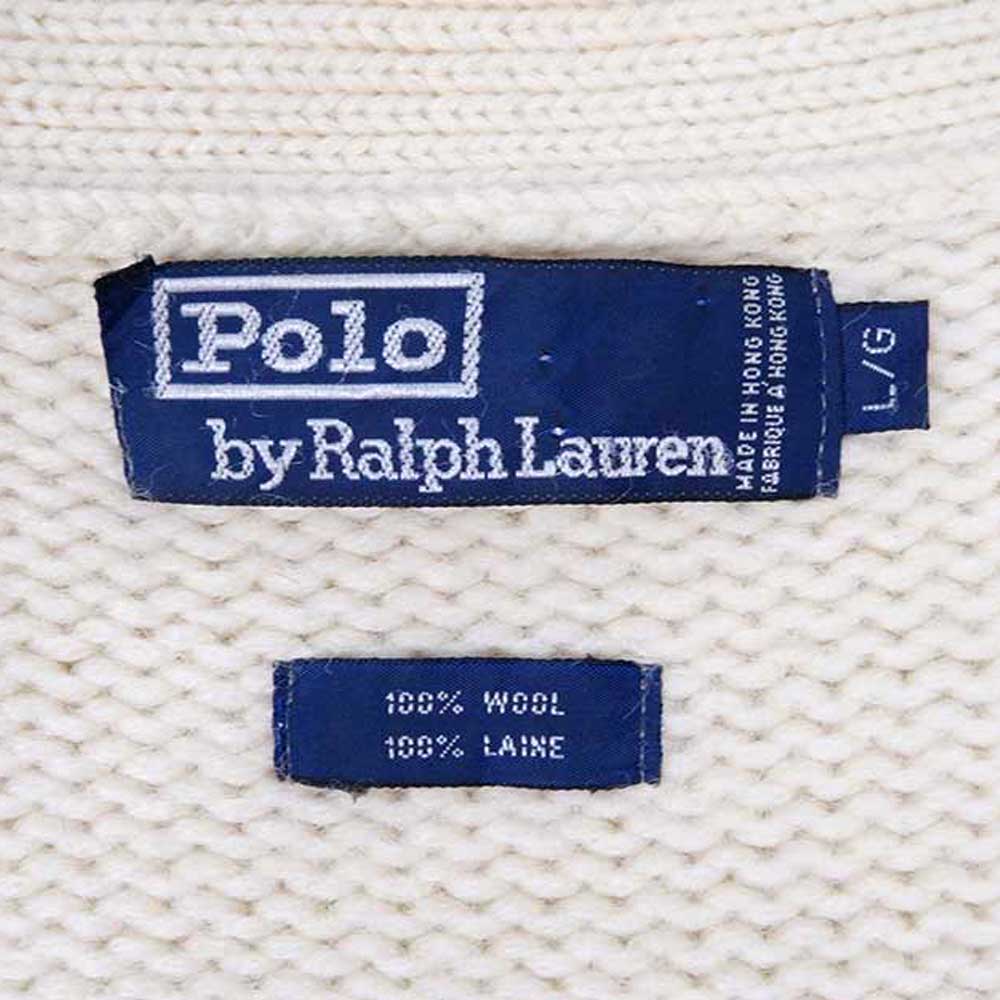 Polo
by Ralph Lauren
MADE IN HONG KONG
FABRIQUE A' HONG KONG
L/G
100% WOOL
100% LAINE